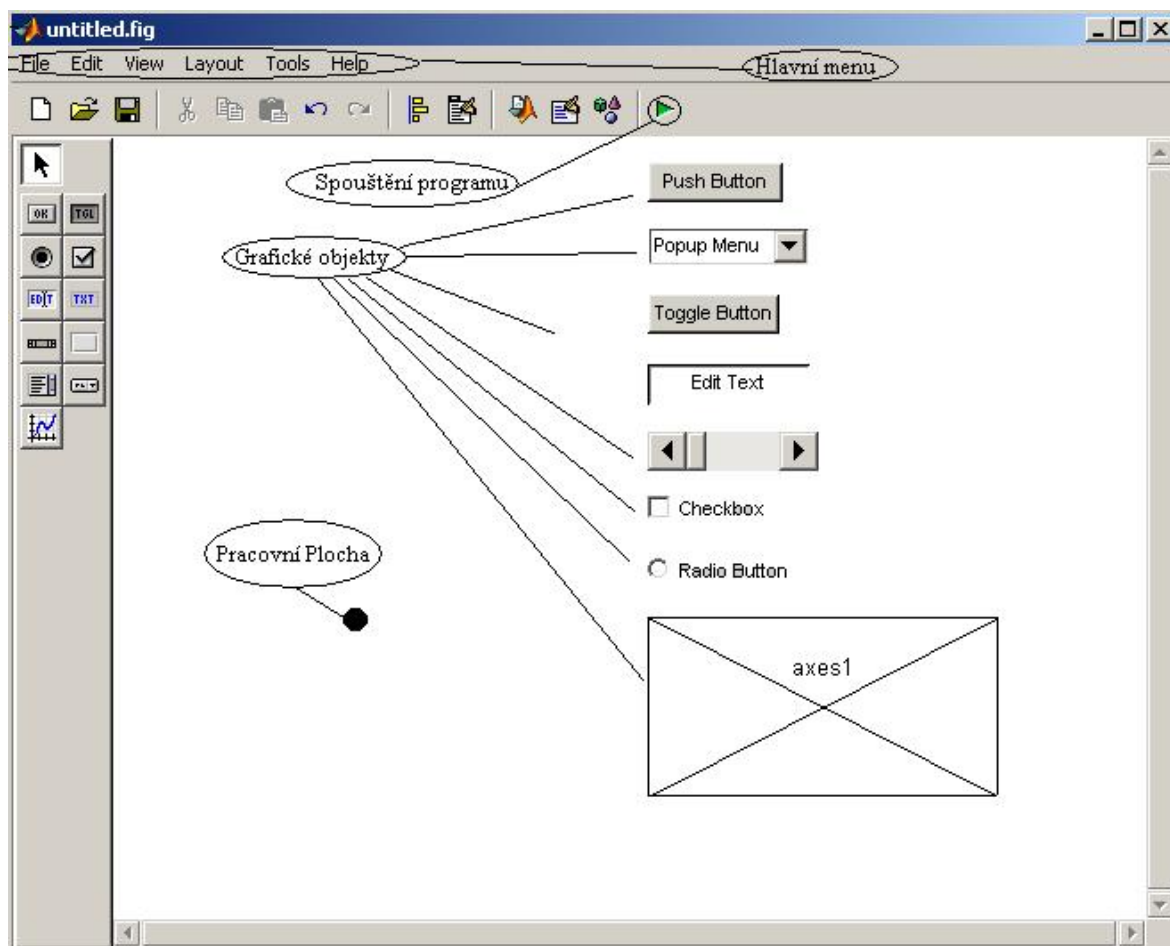 untitled.fig
File Edit View Layout Tools Help
Hlavní menu
Spouštění programu
Push Button
OK TGL
Grafické objekty
Popup Menu
EDIT TXT
Toggle Button
Edit Text
Checkbox
Pracovní Plocha
Radio Button
axes1